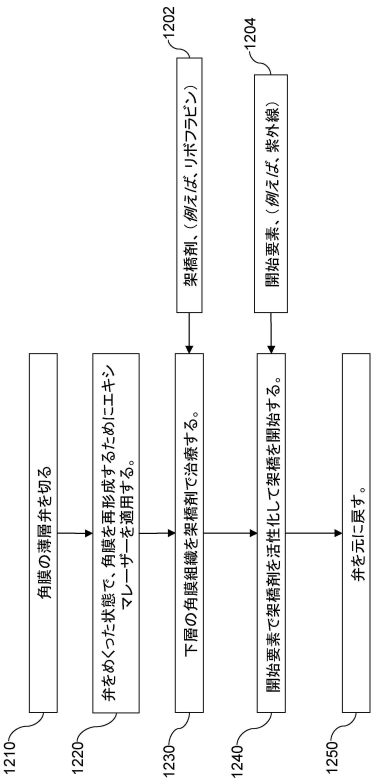 1210
角膜の薄層弁を切る
1220
弁をめくった状態で、角膜を再形成するためにエキシ
マレーザーを適用する。
1230
下層の角膜組織を架橋剤で治療する。
1202
架橋剤、（例えば、リボフラビン）
1240
開始要素で架橋剤を活性化して架橋を開始する。
1204
開始要素、（例えば、紫外線）
1250
弁を元に戻す。